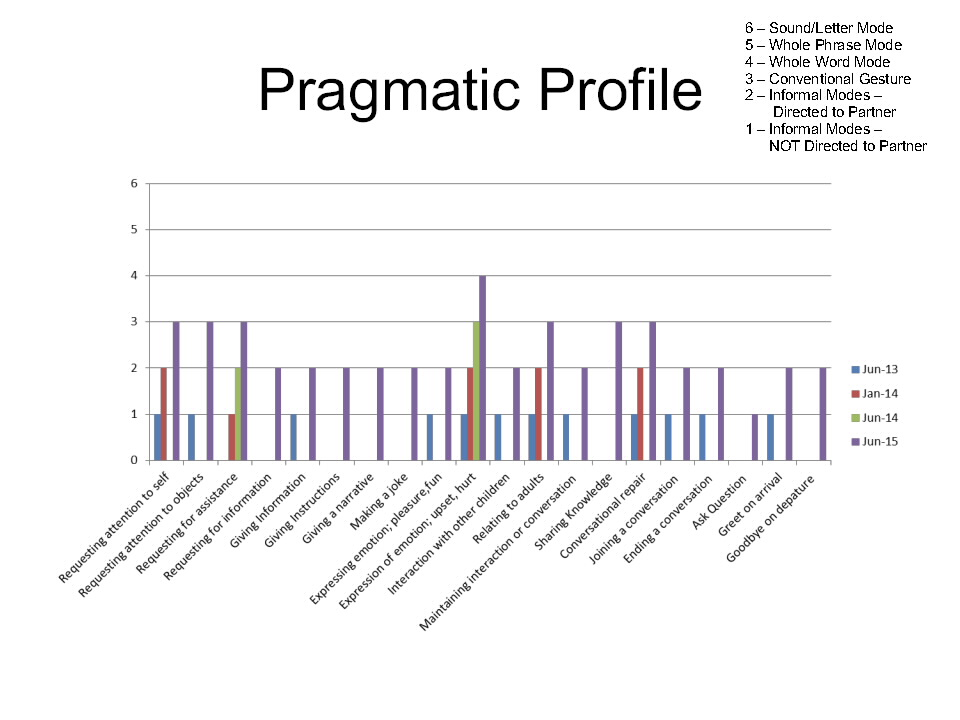 Pragmatic Profile
6 – Sound/Letter Mode
5 – Whole Phrase Mode
4 – Whole Word Mode
3 – Conventional Gesture
2 – Informal Modes –
Directed to Partner
1 – Informal Modes –
NOT Directed to Partner
6
5
4
3
2
1
0
Requesting attention to self
Requesting attention to objects
Requesting for assistance
Requesting for information
Giving Information
Giving Instructions
Giving a narrative
Making a joke
Expressing emotion; pleasure,fun
Expression of emotion; upset, hurt
Interaction with other children
Relating to adults
Maintaining interaction or conversation
Sharing Knowledge
Conversational repair
Joining a conversation
Ending a conversation
Ask Question
Greet on arrival
Goodbye on depature
Jun-13
Jan-14
Jun-14
Jun-15